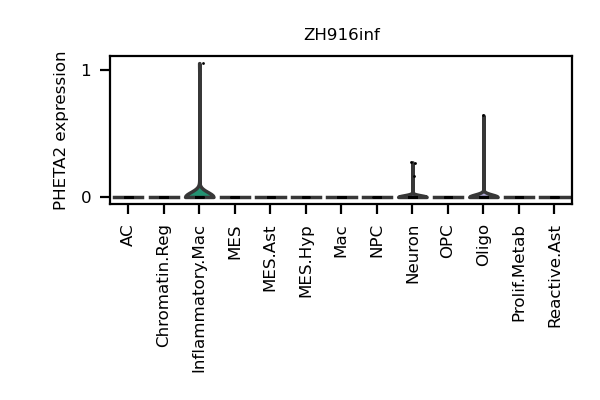 ZH916inf
PHETA2 expression
1
0
AC
Chromatin.Reg
Inflammatory.Mac
MES
MES.Ast
MES.Hyp
Mac
NPC
Neuron
OPC
Oligo
Prolif.Metab
Reactive.Ast